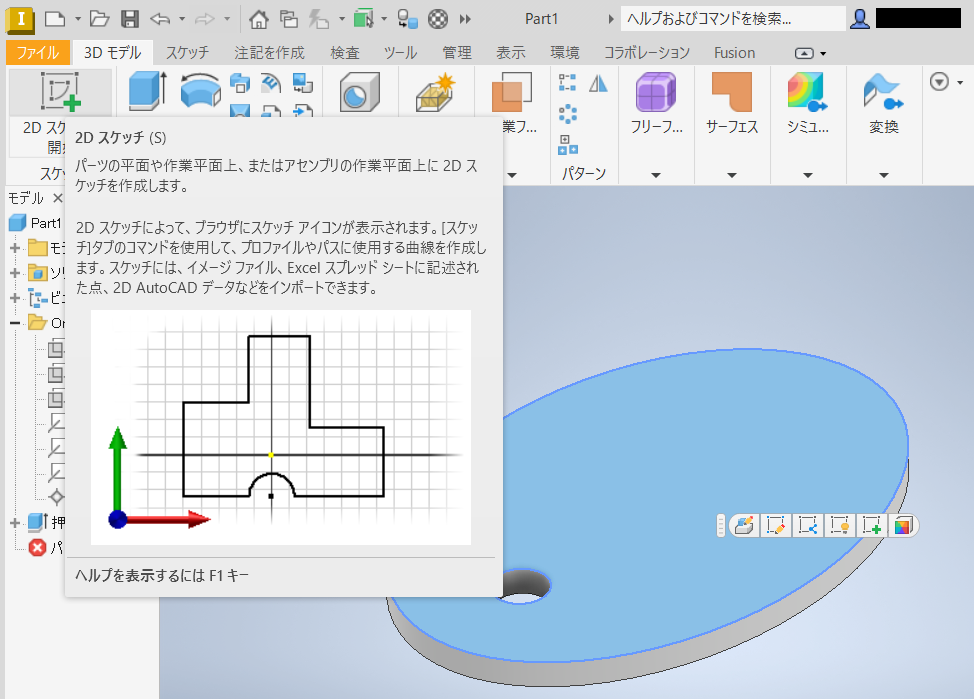 I
Part1
ヘルプおよびコマンドを検索...
ファイル
3D モデル
スケッチ
注記を作成
検査
ツール
管理
表示
環境
コラボレーション
Fusion
2D スケ
開
業フ...
フリーフ...
サーフェス
シミュ...
変換
スケ
パターン
2D スケッチ (S)
パーツの平面や作業平面上、またはアセンブリの作業平面上に 2D ス
ケッチを作成します。
2D スケッチによって、ブラウザにスケッチ アイコンが表示されます。[スケッ
チ]タブのコマンドを使用して、プロファイルやパスに使用する曲線を作成し
ます。スケッチには、イメージ ファイル、Excel スプレッド シートに記述され
た点、2D AutoCAD データなどをインポートできます。
ヘルプを表示するには F1 キー
モデル
Part1
モ
ソリ
ビュ
Or
押
パ